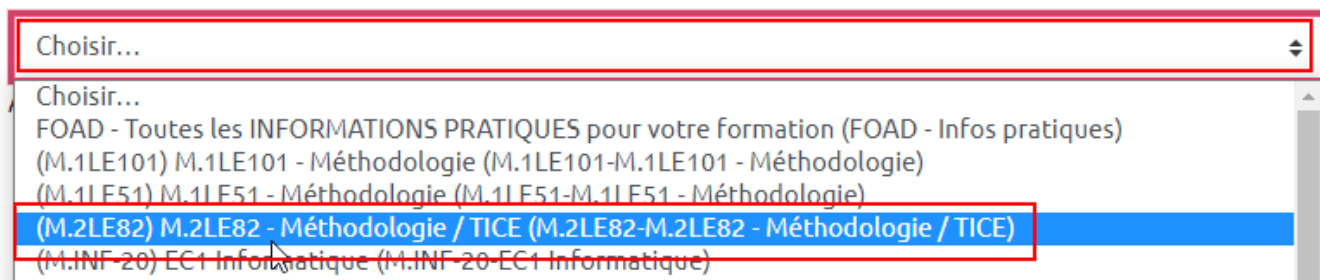 Choisir...
Choisir...
FOAD - Toutes les INFORMATIONS PRATIQUES pour votre formation (FOAD - Infos pratiques)
(M.1LE101) M.1LE101 - Méthodologie (M.1LE101-M.1LE101 - Méthodologie)
(M.1LE51) M.1LE51 - Méthodologie (M.1LE51-M.1LE51 - Méthodologie)
(M.2LE82) M.2LE82 - Méthodologie / TICE (M.2LE82-M.2LE82 - Méthodologie / TICE)
(M.INF-20) EC1 Informatique (M.INF-20-EC1 Informatique)